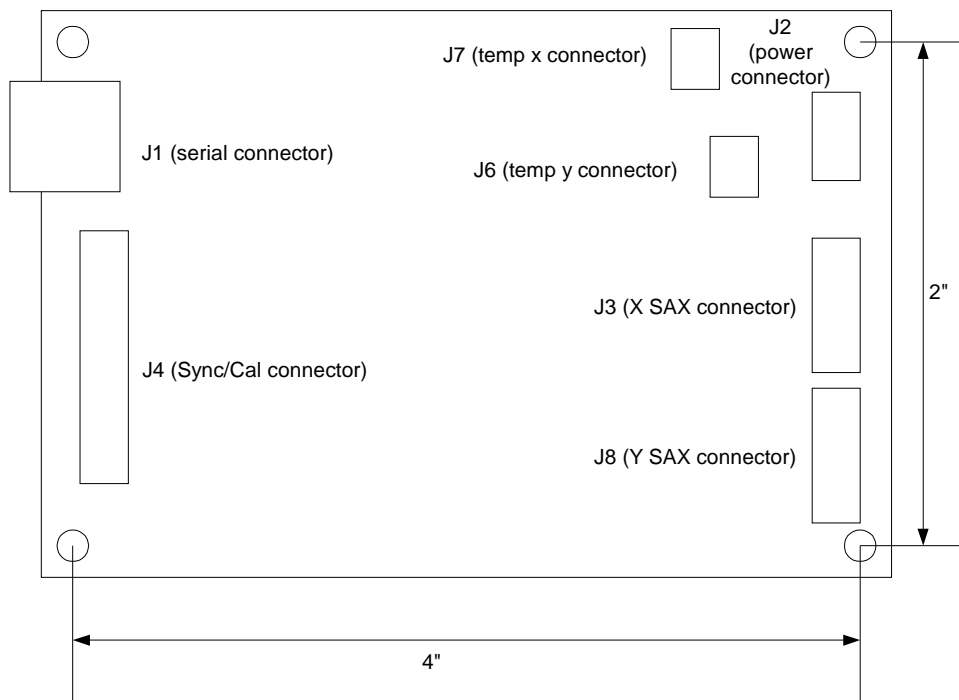 J2
(power
connector)
J7 (temp x connector)
J1 (serial connector)
J6 (temp y connector)
2"
J3 (X SAX connector)
J4 (Sync/Cal connector)
J8 (Y SAX connector)
4"